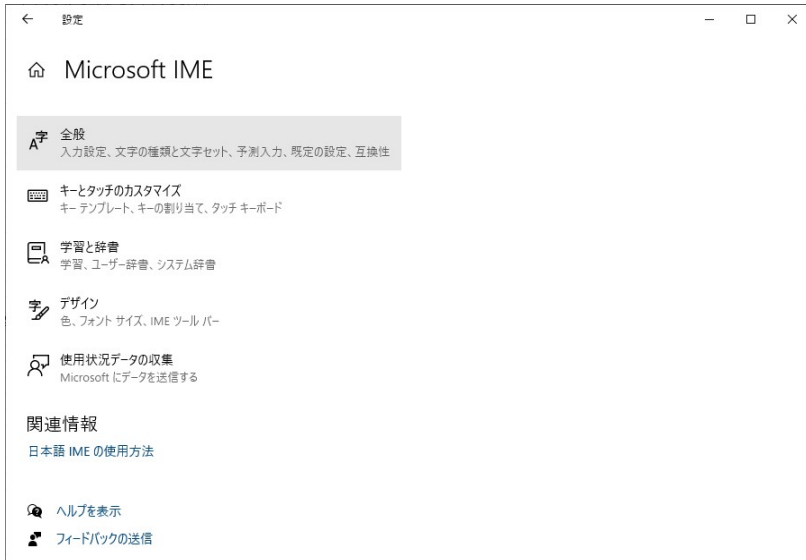 設定
Microsoft IME
全般
入力設定、文字の種類と文字セット、予測入力、既定の設定、互換性
キーとタッチのカスタマイズ
キー テンプレート、キーの割り当て、タッチ キーボード
学習と辞書
学習、ユーザー辞書、システム辞書
デザイン
色、フォント サイズ、IME ツール バー
使用状況データの収集
Microsoft にデータを送信する
関連情報
日本語 IME の使用方法
ヘルプを表示
フィードバックの送信